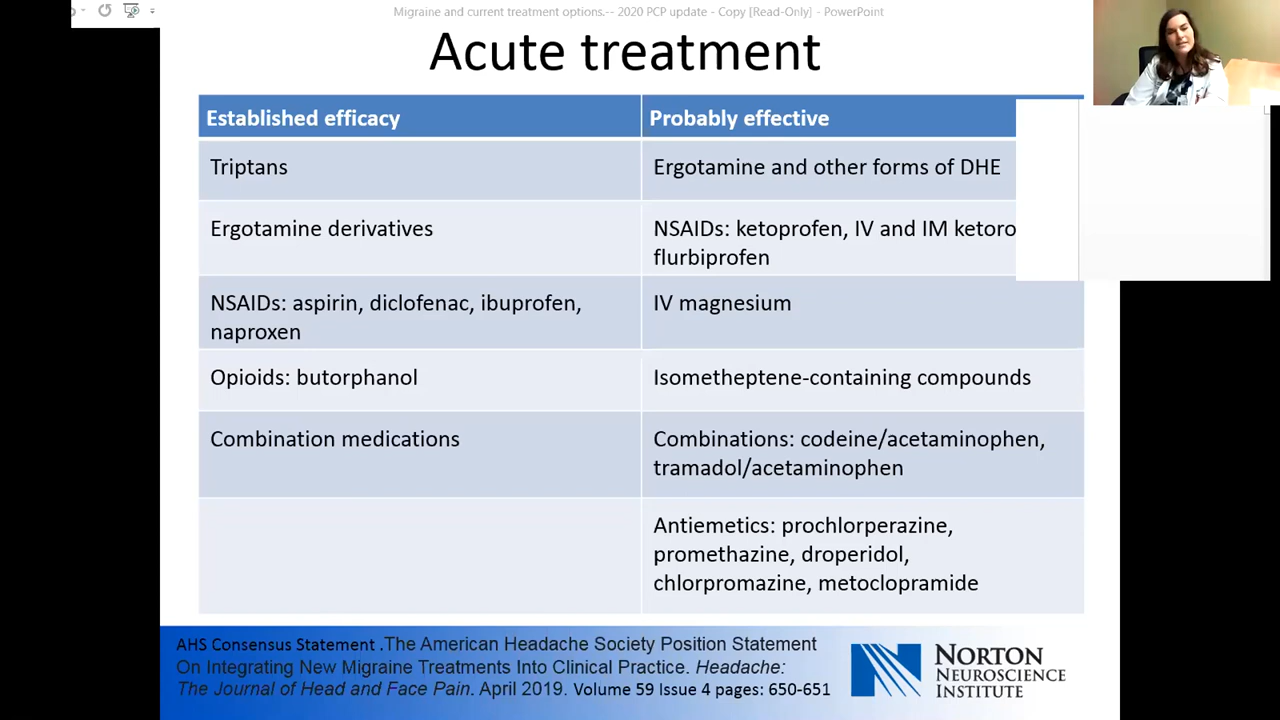 Migraine and current treatment options.-- 2020 PCP update - Copy [Read-Only] - PowerPoint
Acute treatment
Established efficacy
Probably effective
Triptans
Ergotamine and other forms of DHE
Ergotamine derivatives
NSAIDs: ketoprofen, IV and IM
flurbiprofen
NSAIDs: aspirin, diclofenac, ibuprofen,
naproxen
IV magnesium
Opioids: butorphanol
Isometheptene-containing compounds
Combination medications
Combinations: codeine/acetaminophen,
tramadol/acetaminophen
Antiemetics: prochlorperazine,
promethazine, droperidol,
chlorpromazine, metoclopramide
AHS Consensus Statement .The American Headache Society Position Statement
On Integrating New Migraine Treatments Into Clinical Practice. Headache:
The Journal of Head and Face Pain. April 2019. Volume 59 Issue 4 pages: 650-651
NORTON
NEUROSCIENCE
INSTITUTE